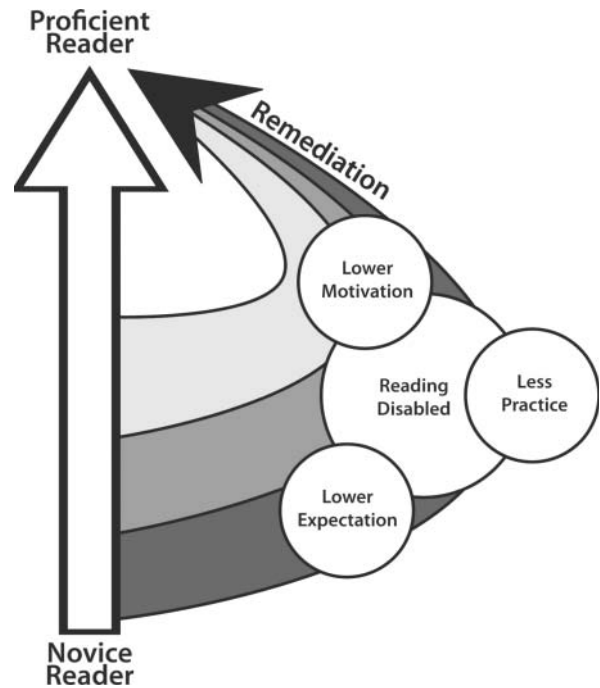 Proficient
Reader
Remediation
Lower
Motivation
Reading
Disabled
Less
Practice
Lower
Expectation
Novice
Reader